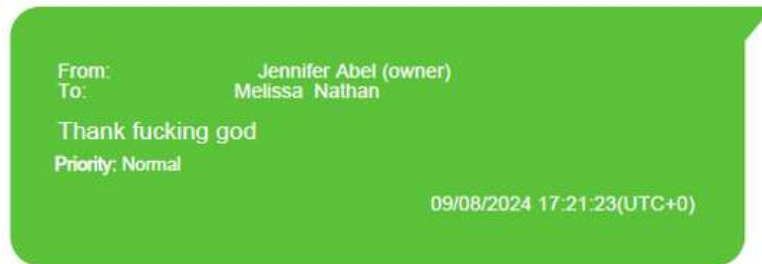 From: Jennifer Abel (owner)
To: Melissa Nathan
Thank fucking god
Priority: Normal
09/08/2024 17:21:23(UTC+0)